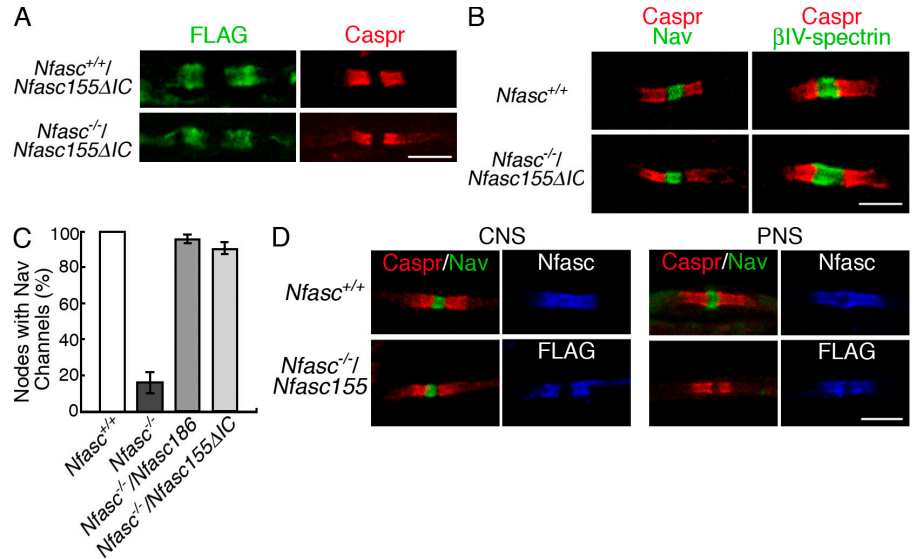 A
FLAG
Caspr
Nfasc+/+/
Nfasc155ΔIC
Nfasc-/-/
Nfasc155ΔIC
B
Caspr
Nav
Caspr
βIV-spectrin
Nfasc+/+
Nfasc-/-/
Nfasc155ΔIC
C
Nodes with Nav
Channels (%)
100
80
60
40
20
0
Nfasc+/+
Nfasc-/-
Nfasc-/-/Nfasc186
Nfasc-/-/Nfasc155ΔIC
D
CNS
PNS
Caspr/Nav
Nfasc
Caspr/Nav
Nfasc
Nfasc+/+
FLAG
FLAG
Nfasc-/-/
Nfasc155